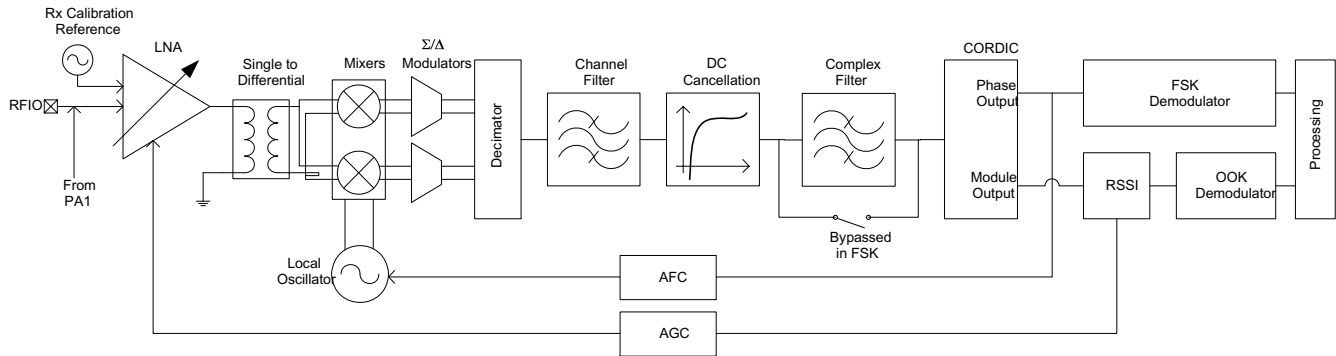 Rx Calibration
Reference
LNA
Single to
Differential
Mixers
Σ/Δ
Modulators
Channel
Filter
DC
Cancellation
Complex
Filter
CORDIC
RFIO
Decimator
Phase
Output
FSK
Demodulator
Processing
From
PA1
Module
Output
RSSI
OOK
Demodulator
Bypassed
in FSK
Local
Oscillator
AFC
AGC